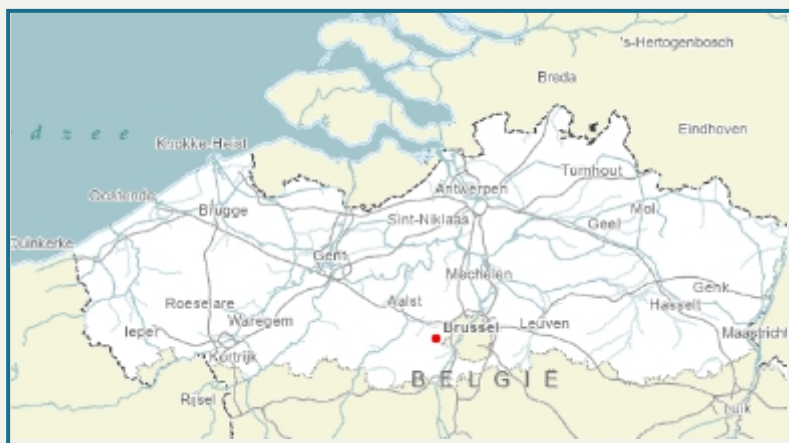 's-Hertogenbosch
Breda
dzee
Eindhoven
Knokke-Heist
Turnhout
Antwerpen
Oostende
Mol
Brugge
Sint-Niklaas
Geel
Duinkerke
Gent
Mechelen
Genk
Roeselare
Aalst
Hasselt
Waregem
Brussel
Leuven
Ieper
Maastricht
Kortrijk
BELGIË
Rijsel
Luik